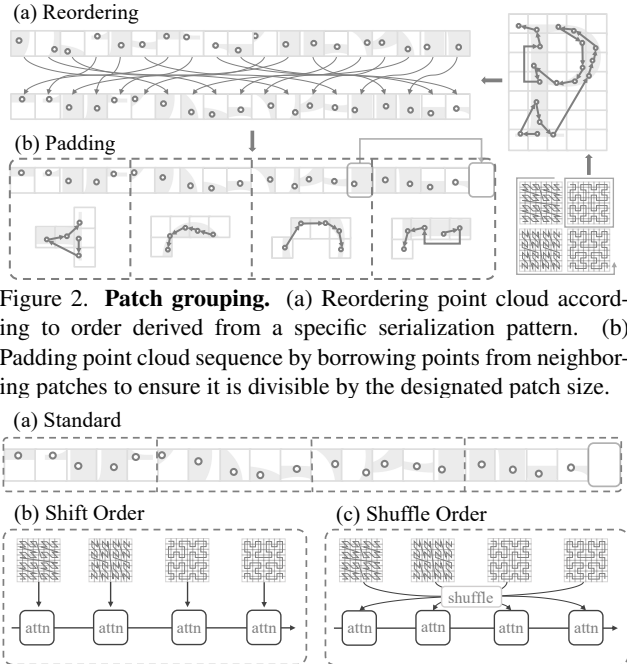 (a) Reordering
(b) Padding
Figure 2. Patch grouping. (a) Reordering point cloud accord-
ing to order derived from a specific serialization pattern. (b)
Padding point cloud sequence by borrowing points from neighbor-
ing patches to ensure it is divisible by the designated patch size.
(a) Standard
(b) Shift Order
(c) Shuffle Order
shuffle
attn attn attn attn attn attn attn attn